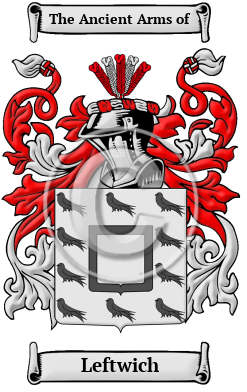 The Ancient Arms of
Leftwich